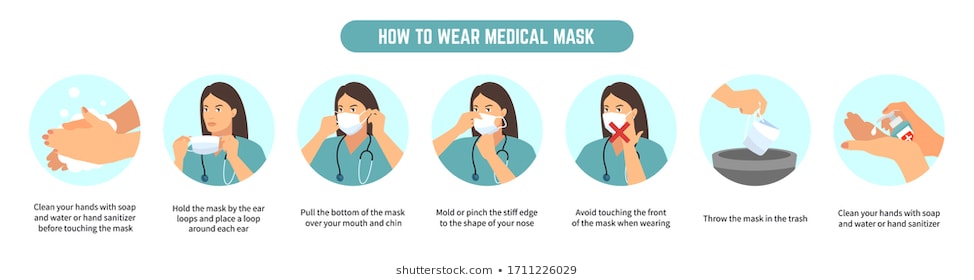 HOW TO WEAR MEDICAL MASK
Clean your hands with soap
and water or hand sanitizer
before touching the mask
Hold the mask by the ear
loops and place a loop
around each ear
Pull the bottom of the mask
over your mouth and chin
Mold or pinch the stiff edge
to the shape of your nose
Avoid touching the front
of the mask when wearing
Throw the mask in the trash
Clean your hands with soap
and water or hand sanitizer
shutterstock.com · 1711226029